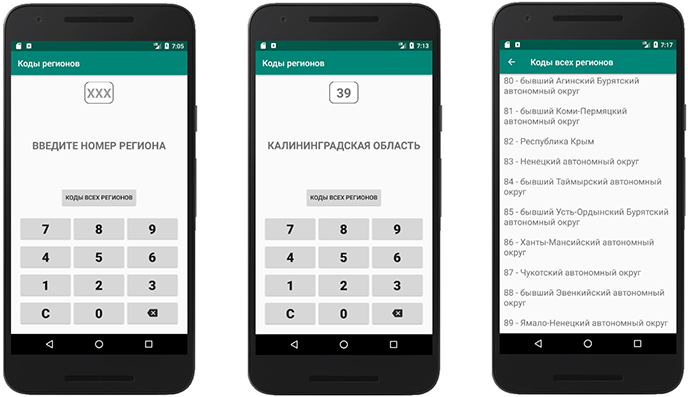 7:05
Коды регионов
XXX
ВВЕДИТЕ НОМЕР РЕГИОНА
КОДЫ ВСЕХ РЕГИОНОВ
7 8 9
4 5 6
1 2 3
C 0
7:13
Коды регионов
39
КАЛИНИНГРАДСКАЯ ОБЛАСТЬ
КОДЫ ВСЕХ РЕГИОНОВ
7 8 9
4 5 6
1 2 3
C 0
7:17
Коды всех регионов
80 - бывший Агинский Бурятский
автономный округ
81 - бывший Коми-Пермяцкий
автономный округ
82 - Республика Крым
83 - Ненецкий автономный округ
84 - бывший Таймырский автономный
округ
85 - бывший Усть-Ордынский Бурятский
автономный округ
86 - Ханты-Мансийский автономный
округ
87 - Чукотский автономный округ
88 - бывший Эвенкийский автономный
округ
89 - Ямало-Ненецкий автономный округ